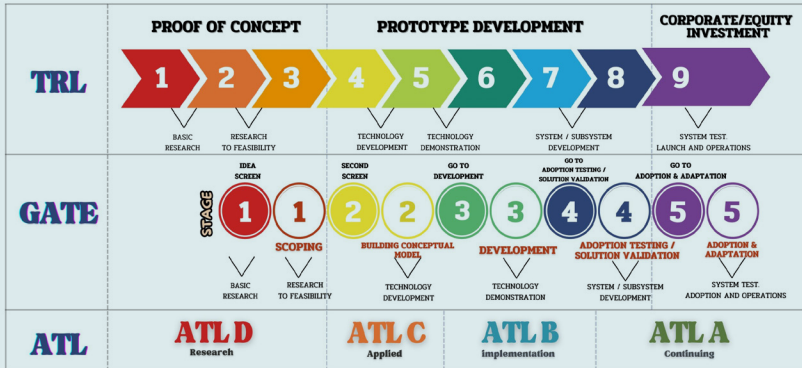 PROOF OF CONCEPT
PROTOTYPE DEVELOPMENT
CORPORATE/EQUITY
INVESTMENT
TRL
1 2 3 4 5 6 7 8 9
BASIC
RESEARCH
RESEARCH
TO FEASIBILITY
TECHNOLOGY
DEVELOPMENT
TECHNOLOGY
DEMONSTRATION
SYSTEM / SUBSYSTEM
DEVELOPMENT
SYSTEM TEST.
LAUNCH AND OPERATIONS
GATE
STAGE
IDEA
SCREEN
SECOND
SCREEN
GO TO
DEVELOPMENT
GO TO
ADOPTION TESTING /
SOLUTION VALIDATION
GO TO
ADOPTION & ADAPTATION
1 1 2 2 3 3 4 4 5 5
SCOPING
BUILDING CONCEPTUAL
MODEL
DEVELOPMENT
ADOPTION TESTING /
SOLUTION VALIDATION
ADOPTION &
ADAPTATION
BASIC
RESEARCH
RESEARCH
TO FEASIBILITY
TECHNOLOGY
DEVELOPMENT
TECHNOLOGY
DEMONSTRATION
SYSTEM / SUBSYSTEM
DEVELOPMENT
SYSTEM TEST.
ADOPTION AND OPERATIONS
ATL
ATL D
Research
ATL C
Applied
ATL B
implementation
ATL A
Continuing